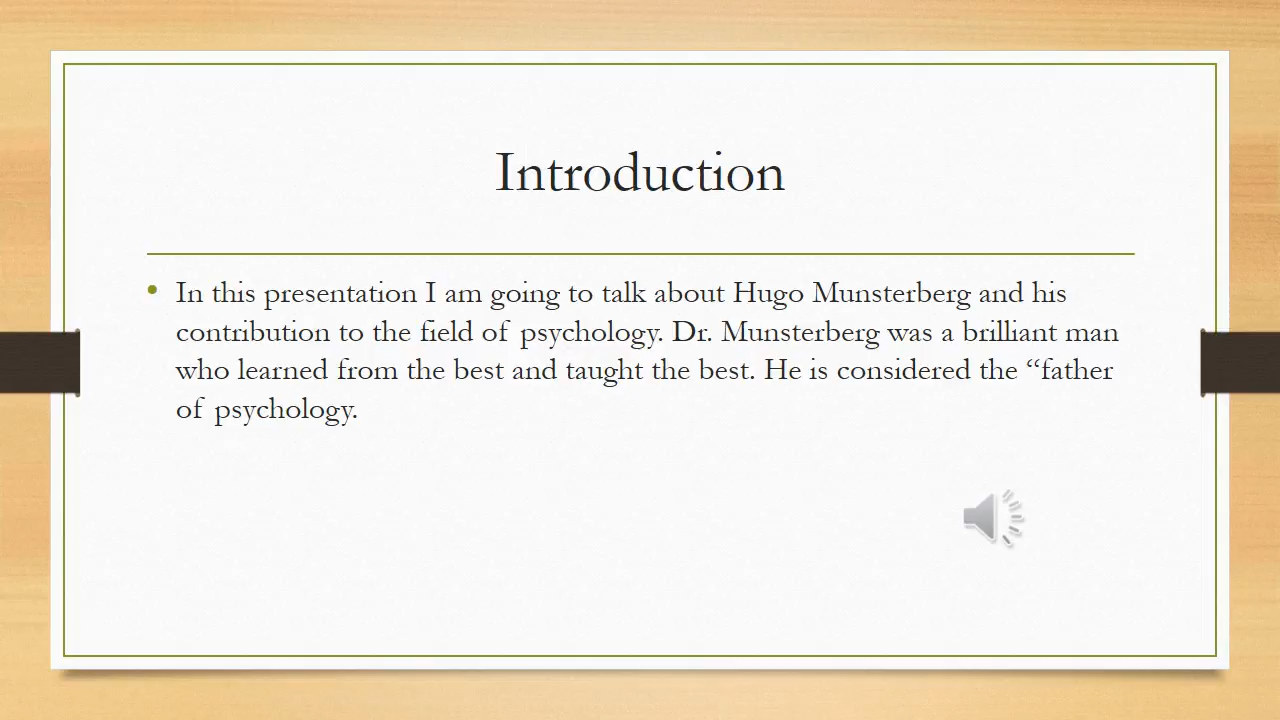 Introduction
• In this presentation I am going to talk about Hugo Munsterberg and his
contribution to the field of psychology. Dr. Munsterberg was a brilliant man
who learned from the best and taught the best. He is considered the “father
of psychology.